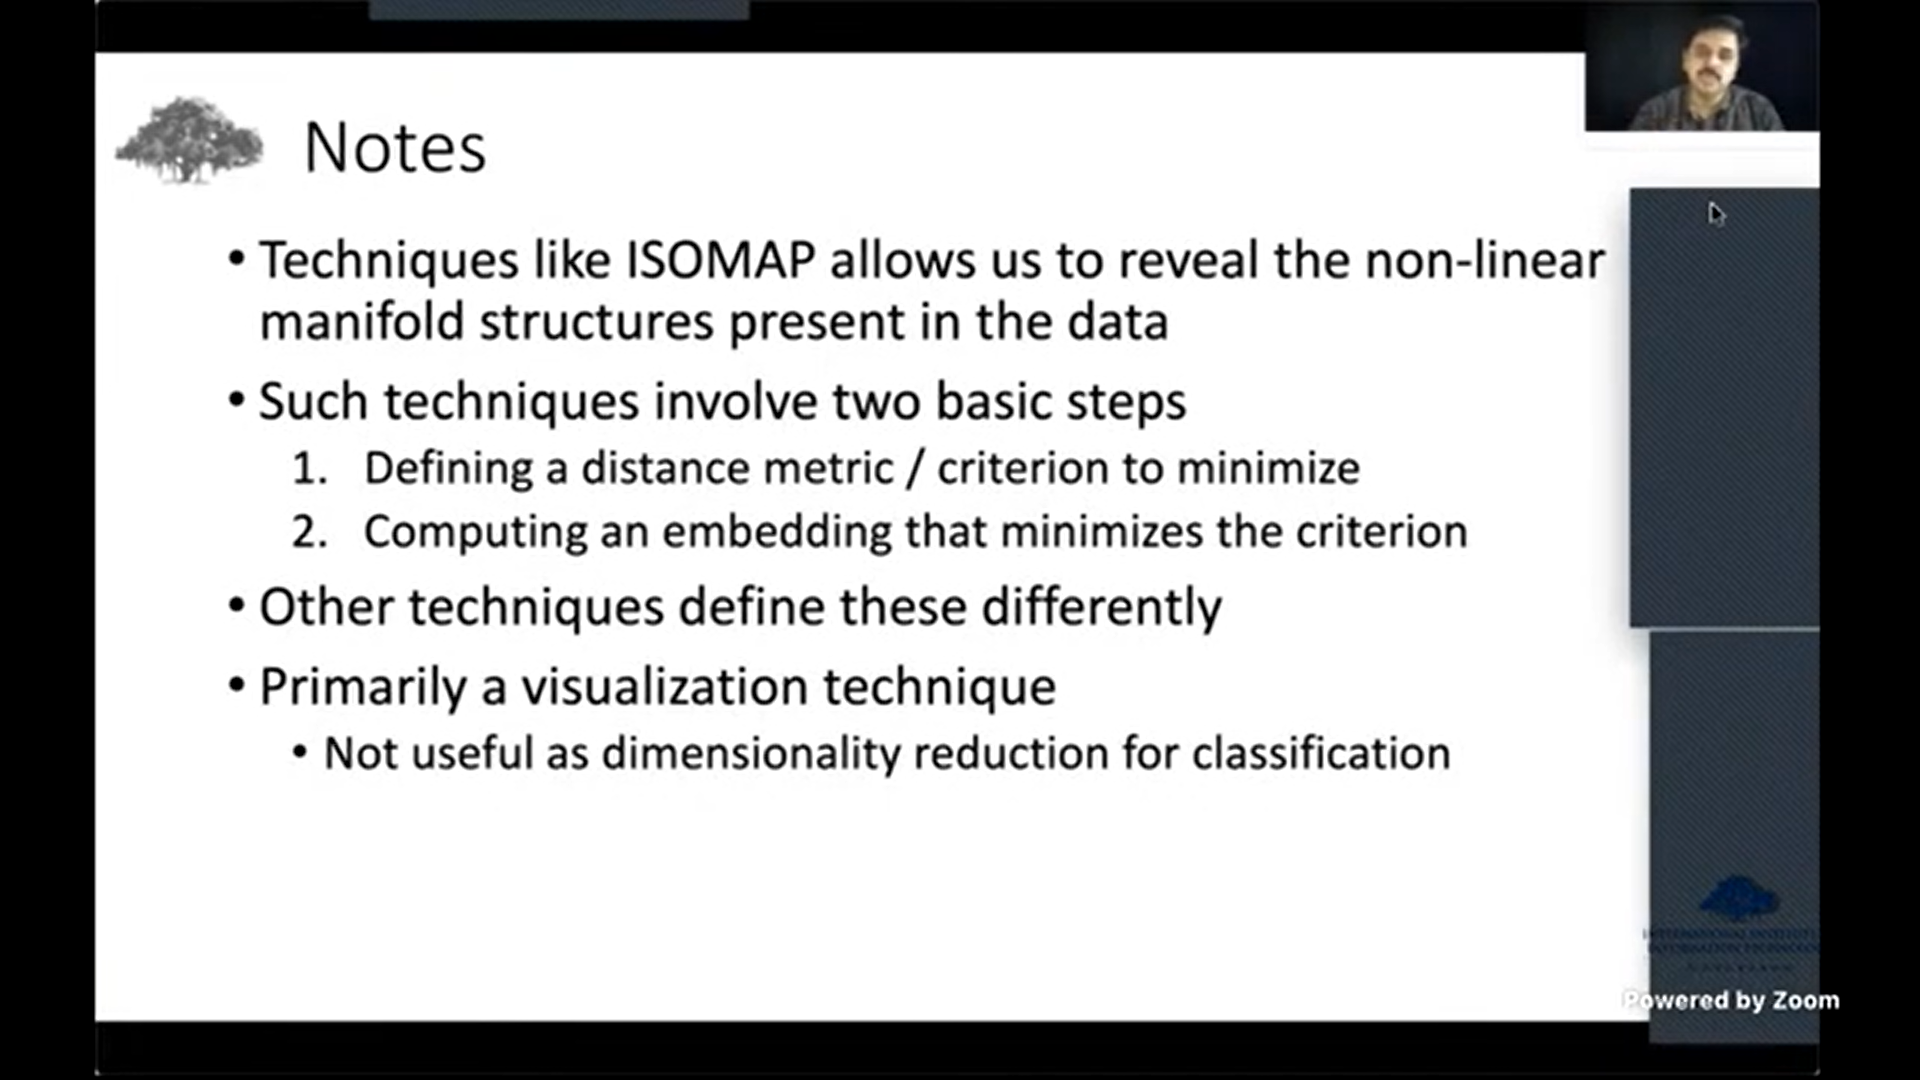 Notes
• Techniques like ISOMAP allows us to reveal the non-linear
manifold structures present in the data
• Such techniques involve two basic steps
1. Defining a distance metric / criterion to minimize
2. Computing an embedding that minimizes the criterion
• Other techniques define these differently
• Primarily a visualization technique
• Not useful as dimensionality reduction for classification
INTERNATIONAL
INFORMATION
Powered by Zoom